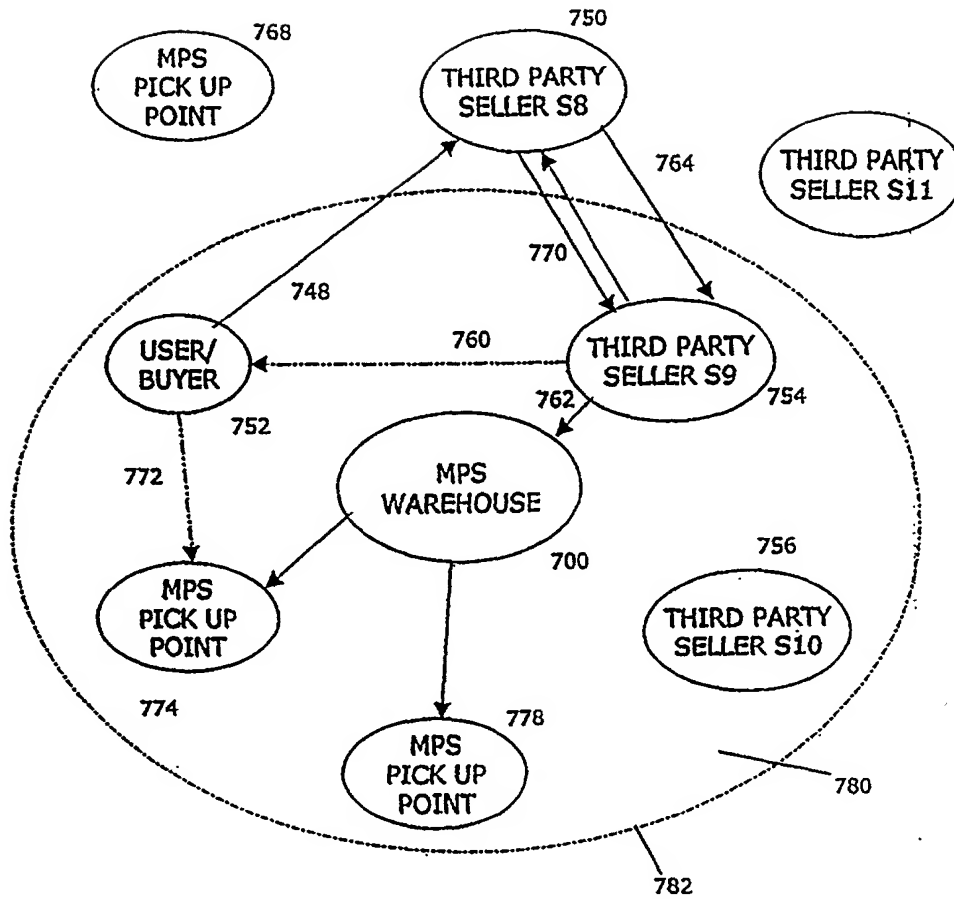 768
MPS
PICK UP
POINT
750
THIRD PARTY
SELLER S8
764
THIRD PARTY
SELLER S11
770
748
USER/
BUYER
752
760
THIRD PARTY
SELLER S9
754
762
772
MPS
WAREHOUSE
700
MPS
PICK UP
POINT
774
756
THIRD PARTY
SELLER S10
778
MPS
PICK UP
POINT
780
782